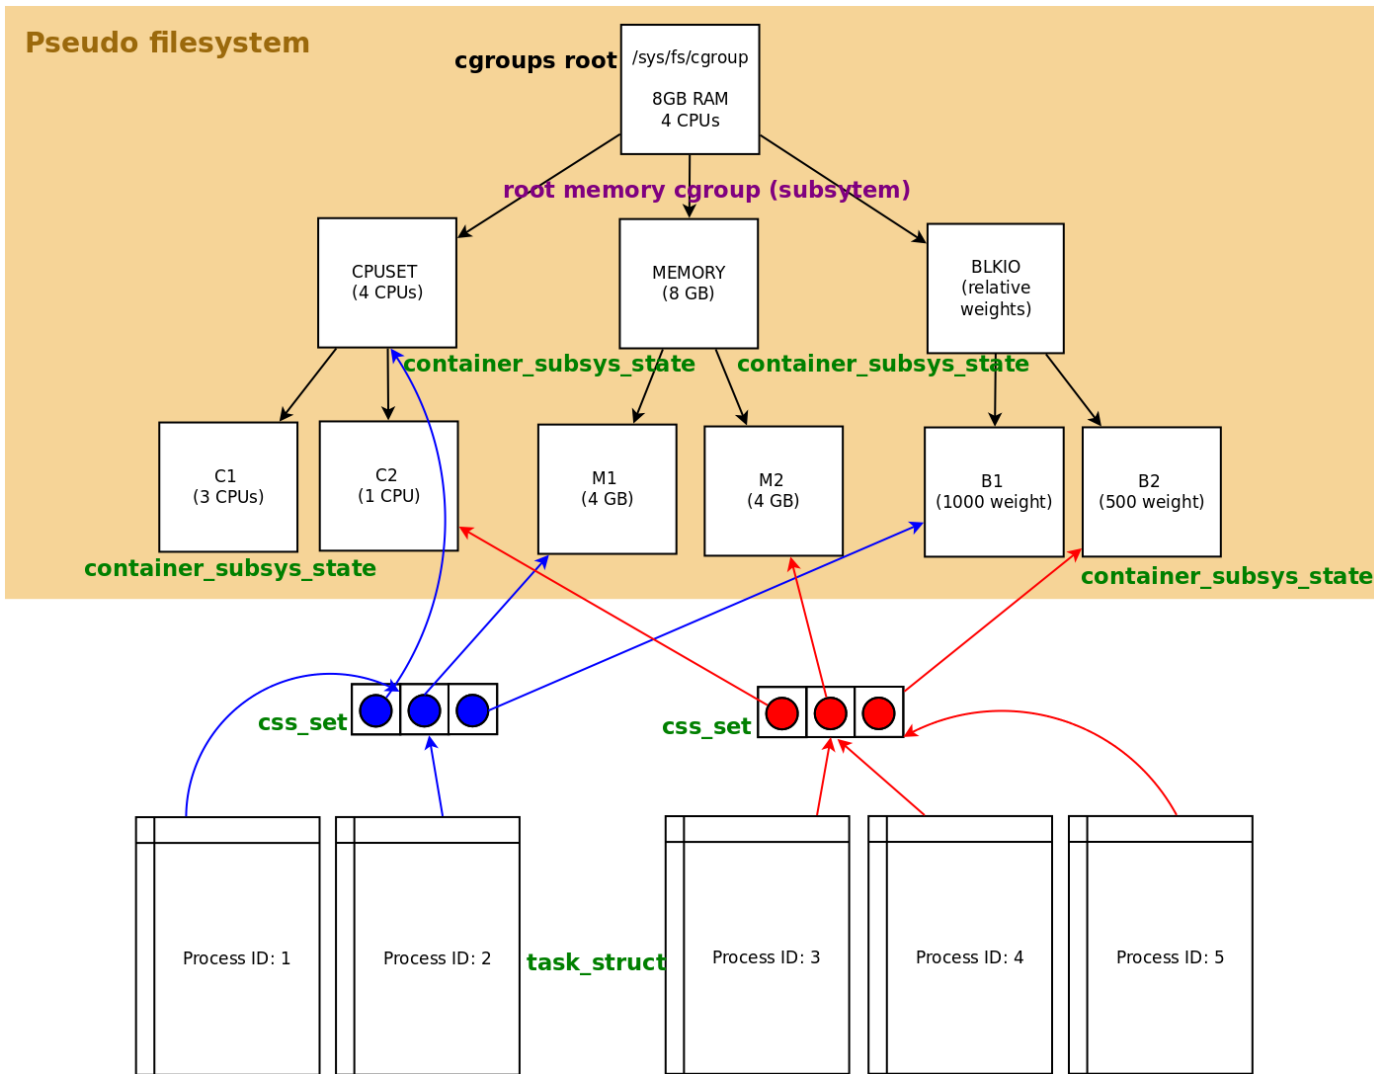 Pseudo filesystem
cgroups root
/sys/fs/cgroup
8GB RAM
4 CPUs
root memory cgroup (subsytem)
CPUSET
(4 CPUs)
MEMORY
(8 GB)
BLKIO
(relative
weights)
container_subsys_state
container_subsys_state
C1
(3 CPUs)
C2
(1 CPU)
M1
(4 GB)
M2
(4 GB)
B1
(1000 weight)
B2
(500 weight)
container_subsys_state
container_subsys_state
css_set
css_set
Process ID: 1
Process ID: 2
task_struct
Process ID: 3
Process ID: 4
Process ID: 5